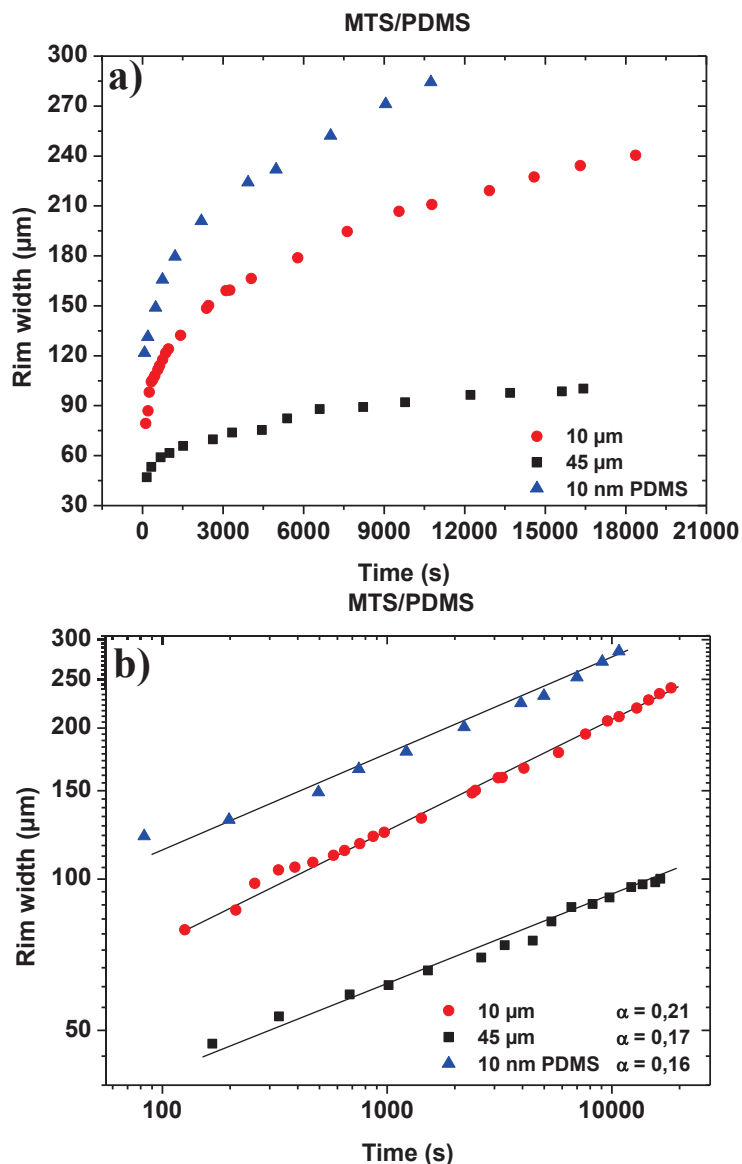 MTS/PDMS
a)
300
270
240
210
180
150
120
90
60
30
Rim width (µm)
10 µm
45 µm
10 nm PDMS
0 3000 6000 9000 12000 15000 18000 21000
Time (s)
MTS/PDMS
b)
300
250
200
150
100
50
Rim width (µm)
10 µm α = 0,21
45 µm α = 0,17
10 nm PDMS α = 0,16
100 1000 10000
Time (s)